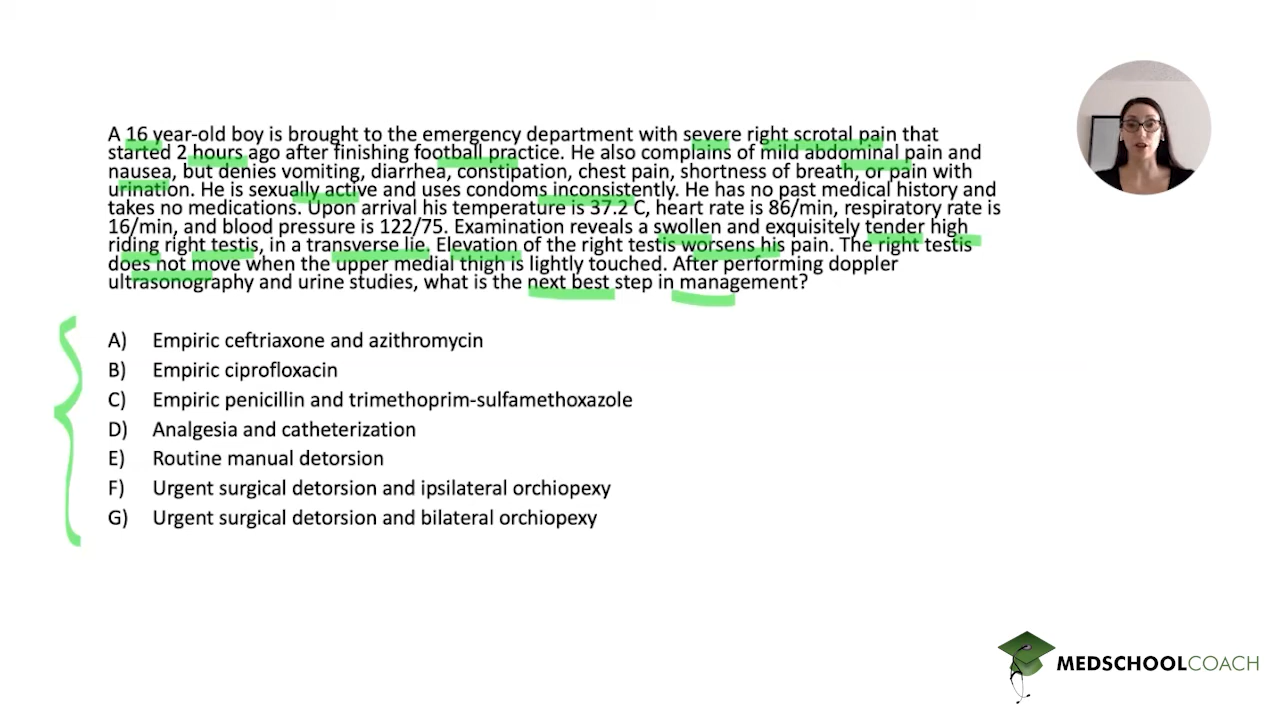 A 16 year-old boy is brought to the emergency department with severe right scrotal pain that
started 2 hours ago after finishing football practice. He also complains of mild abdominal pain and
nausea, but denies vomiting, diarrhea, constipation, chest pain, shortness of breath, or pain with
urination. He is sexually active and uses condoms inconsistently. He has no past medical history and
takes no medications. Upon arrival his temperature is 37.2 C, heart rate is 86/min, respiratory rate is
16/min, and blood pressure is 122/75. Examination reveals a swollen and exquisitely tender high
riding right testis, in a transverse lie. Elevation of the right testis worsens his pain. The right testis
does not move when the upper medial thigh is lightly touched. After performing doppler
ultrasonography and urine studies, what is the next best step in management?
A) Empiric ceftriaxone and azithromycin
B) Empiric ciprofloxacin
C) Empiric penicillin and trimethoprim-sulfamethoxazole
D) Analgesia and catheterization
E) Routine manual detorsion
F) Urgent surgical detorsion and ipsilateral orchiopexy
G) Urgent surgical detorsion and bilateral orchiopexy
MEDSCHOOLCOACH